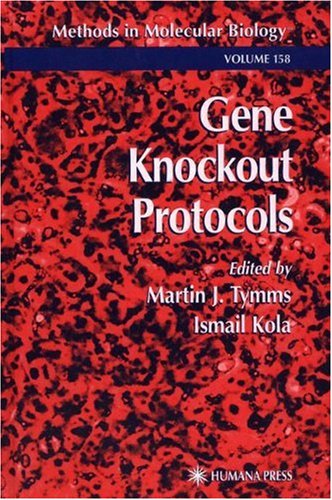 Methods in Molecular Biology
VOLUME 158
Gene
Knockout
Protocols
Edited by
Martin J. Tymms
Ismail Kola
HUMANA PRESS